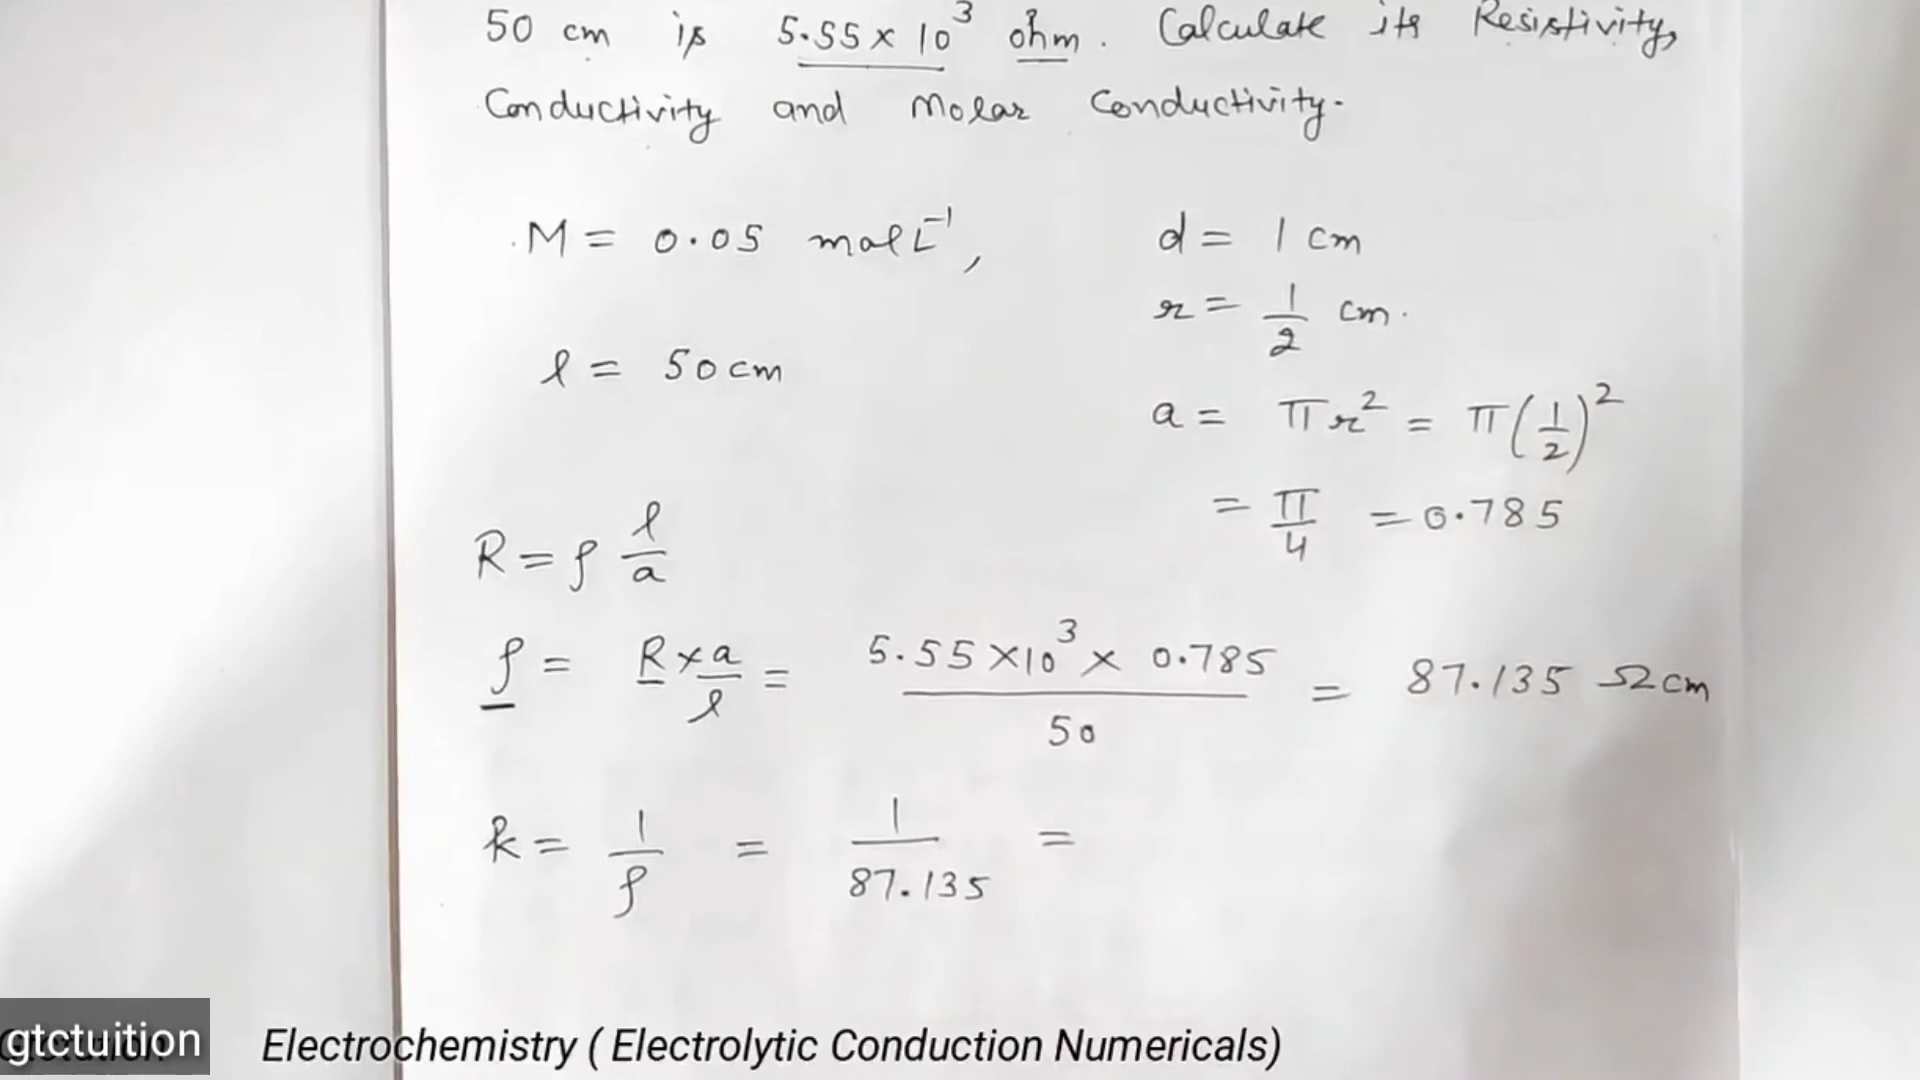 50 cm is 5.55 × 10³ ohm. Calculate its Resistivity,
Conductivity and Molar Conductivity.
M = 0.05 mol L⁻¹,
d = 1 cm
r = 1/2 cm.
l = 50 cm
a = πr² = π(1/2)²
= π/4 = 0.785
R = ρ l/a
ρ = R × a/l = 5.55 × 10³ × 0.785 / 50 = 87.135 Ω cm
k = 1/ρ = 1/87.135 =
gtctuition
Electrochemistry ( Electrolytic Conduction Numericals)